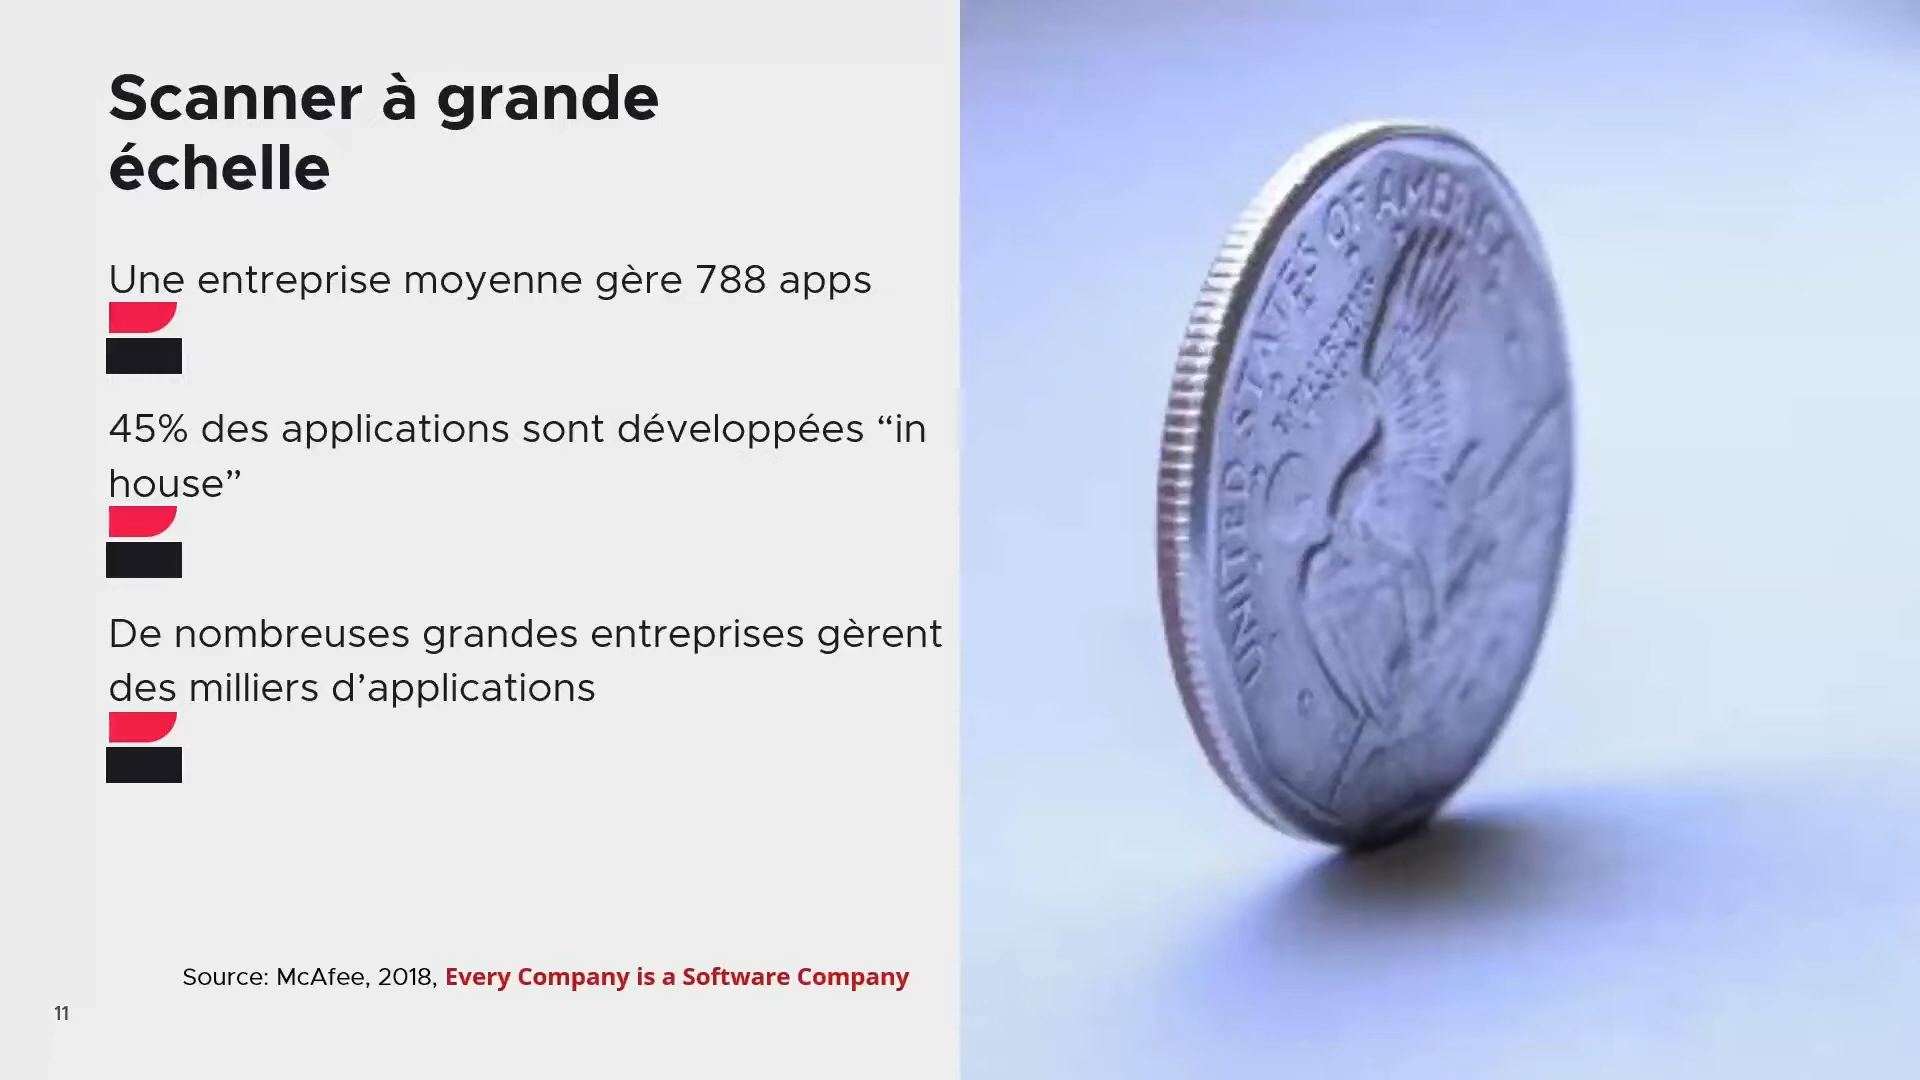 Scanner à grande
échelle
Une entreprise moyenne gère 788 apps
45% des applications sont développées “in
house”
De nombreuses grandes entreprises gèrent
des milliers d’applications
Source: McAfee, 2018, Every Company is a Software Company
11
UNITED STATES OF AMERICA